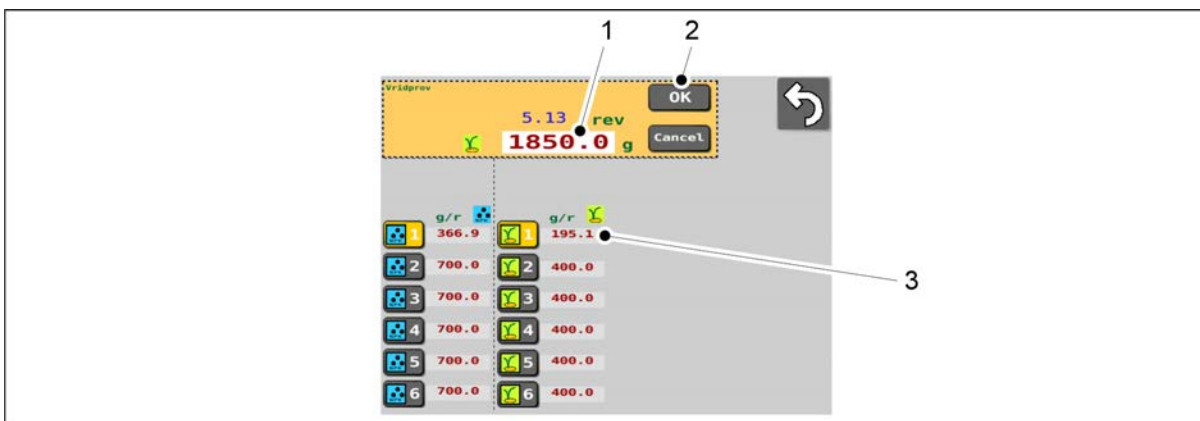 1 2
Vridprov
OK
5.13 rev
1850.0 g Cancel
g/r g/r
1 366.9 1 195.1
3
2 700.0 2 400.0
3 700.0 3 400.0
4 700.0 4 400.0
5 700.0 5 400.0
6 700.0 6 400.0